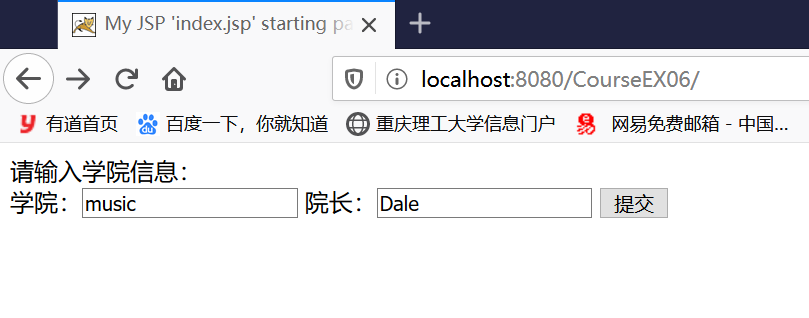 My JSP 'index.jsp' starting pa
localhost:8080/CourseEX06/
有道首页 百度一下，你就知道 重庆理工大学信息门户 网易免费邮箱 - 中国...
请输入学院信息：
学院：music 院长：Dale 提交